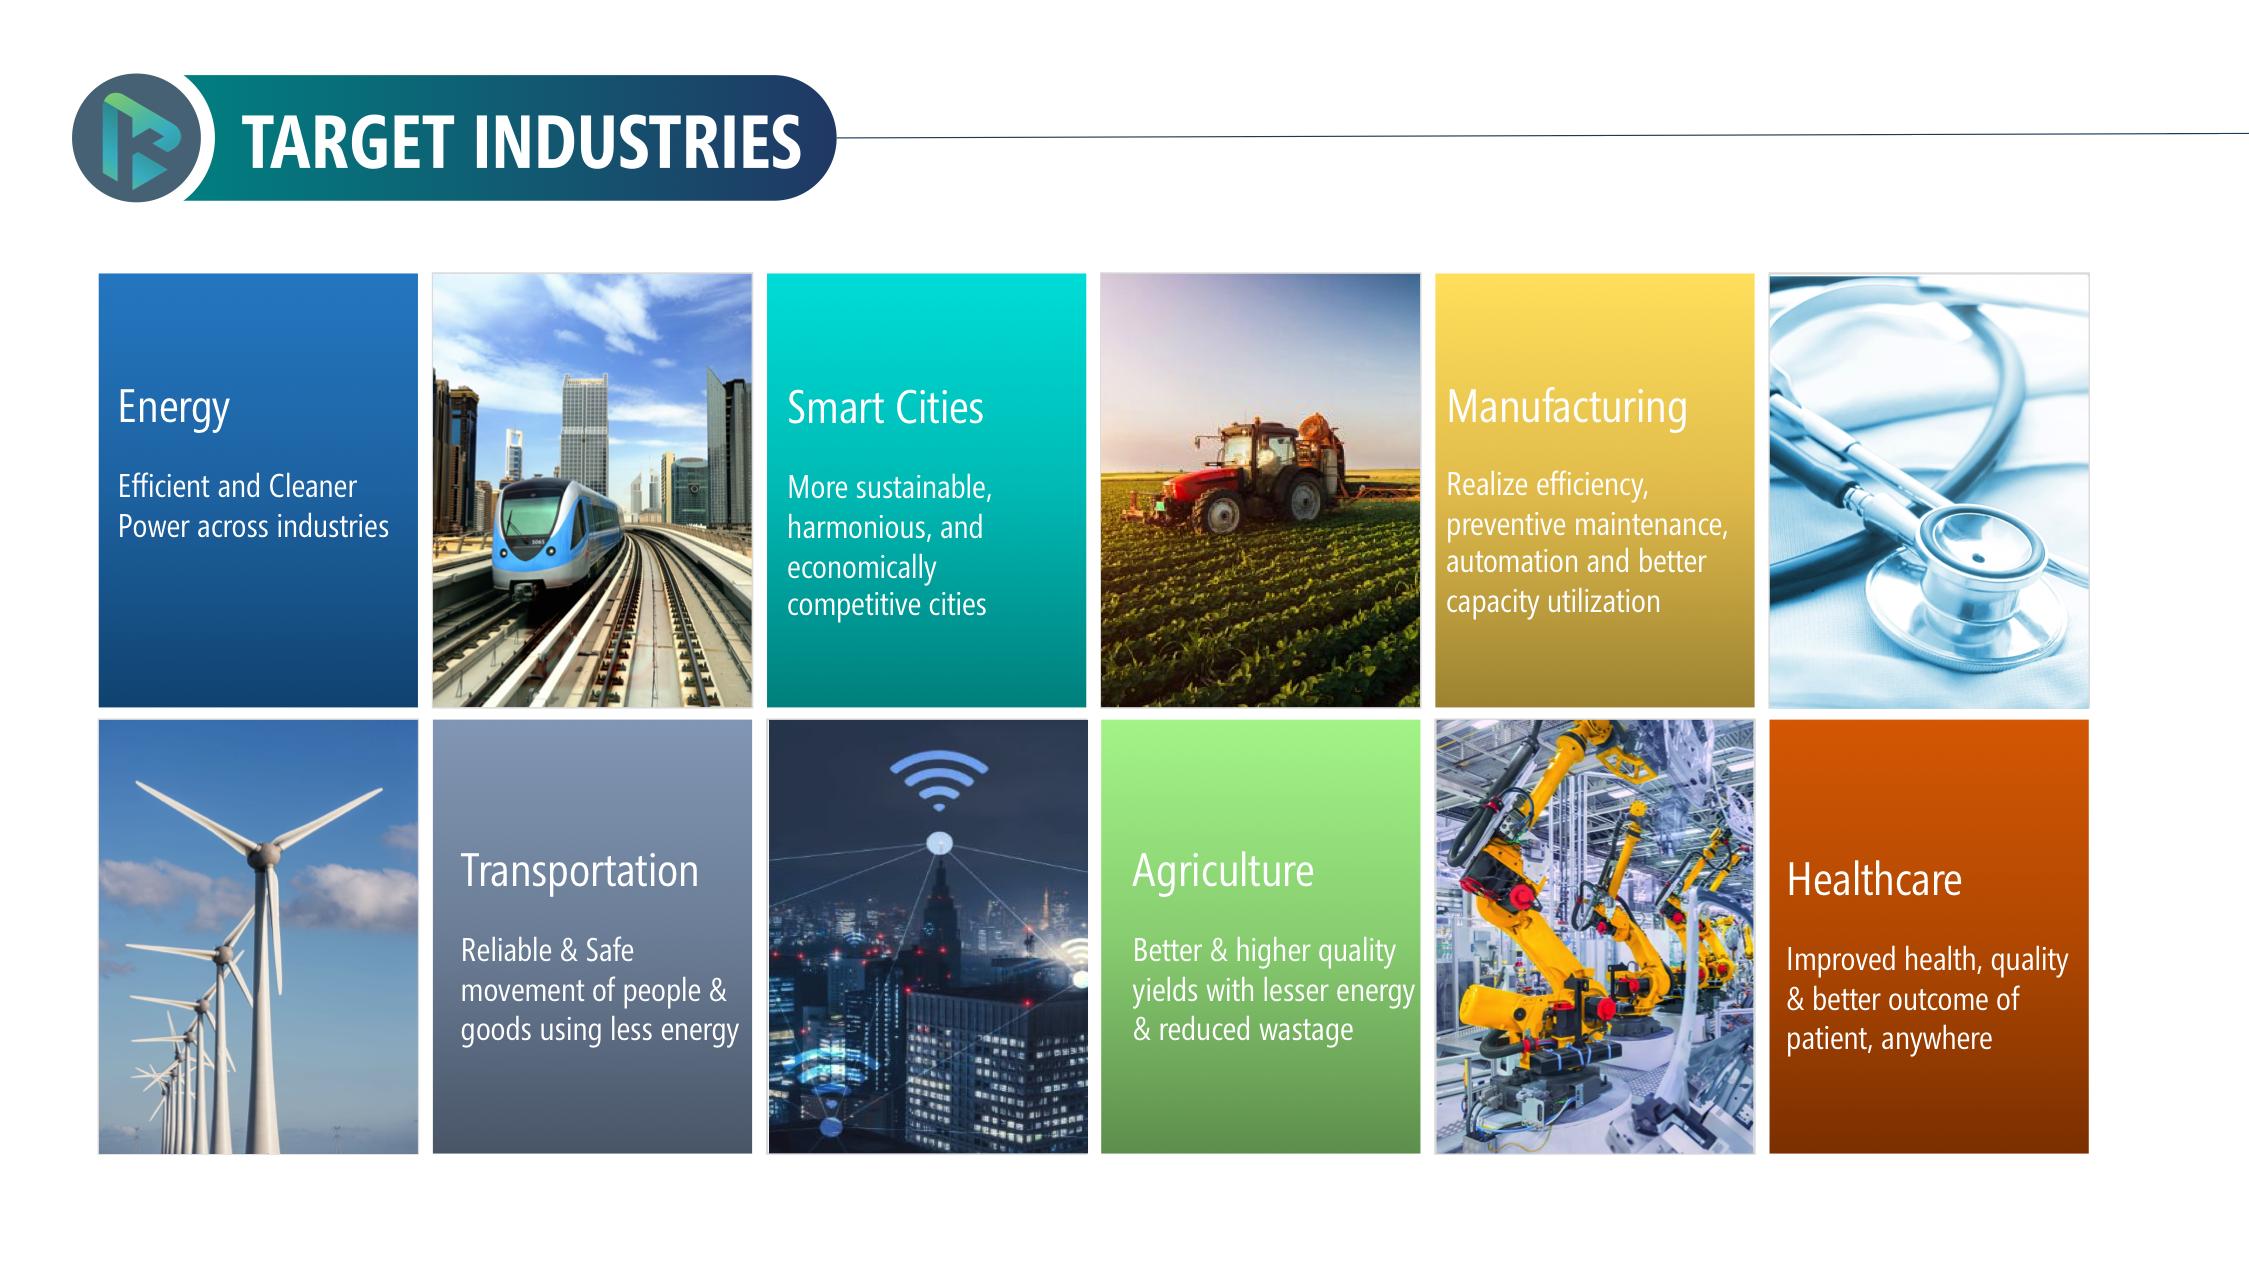 TARGET INDUSTRIES
Energy
Efficient and Cleaner
Power across industries
Smart Cities
More sustainable,
harmonious, and
economically
competitive cities
Manufacturing
Realize efficiency,
preventive maintenance,
automation and better
capacity utilization
Transportation
Reliable & Safe
movement of people &
goods using less energy
Agriculture
Better & higher quality
yields with lesser energy
& reduced wastage
Healthcare
Improved health, quality
& better outcome of
patient, anywhere